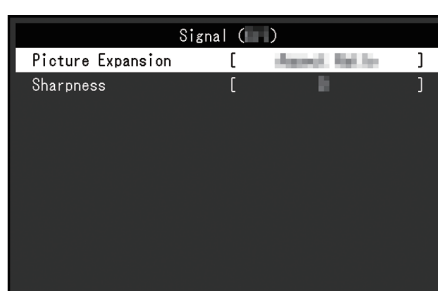 Signal ( )
Picture Expansion [ ]
Sharpness [ ]